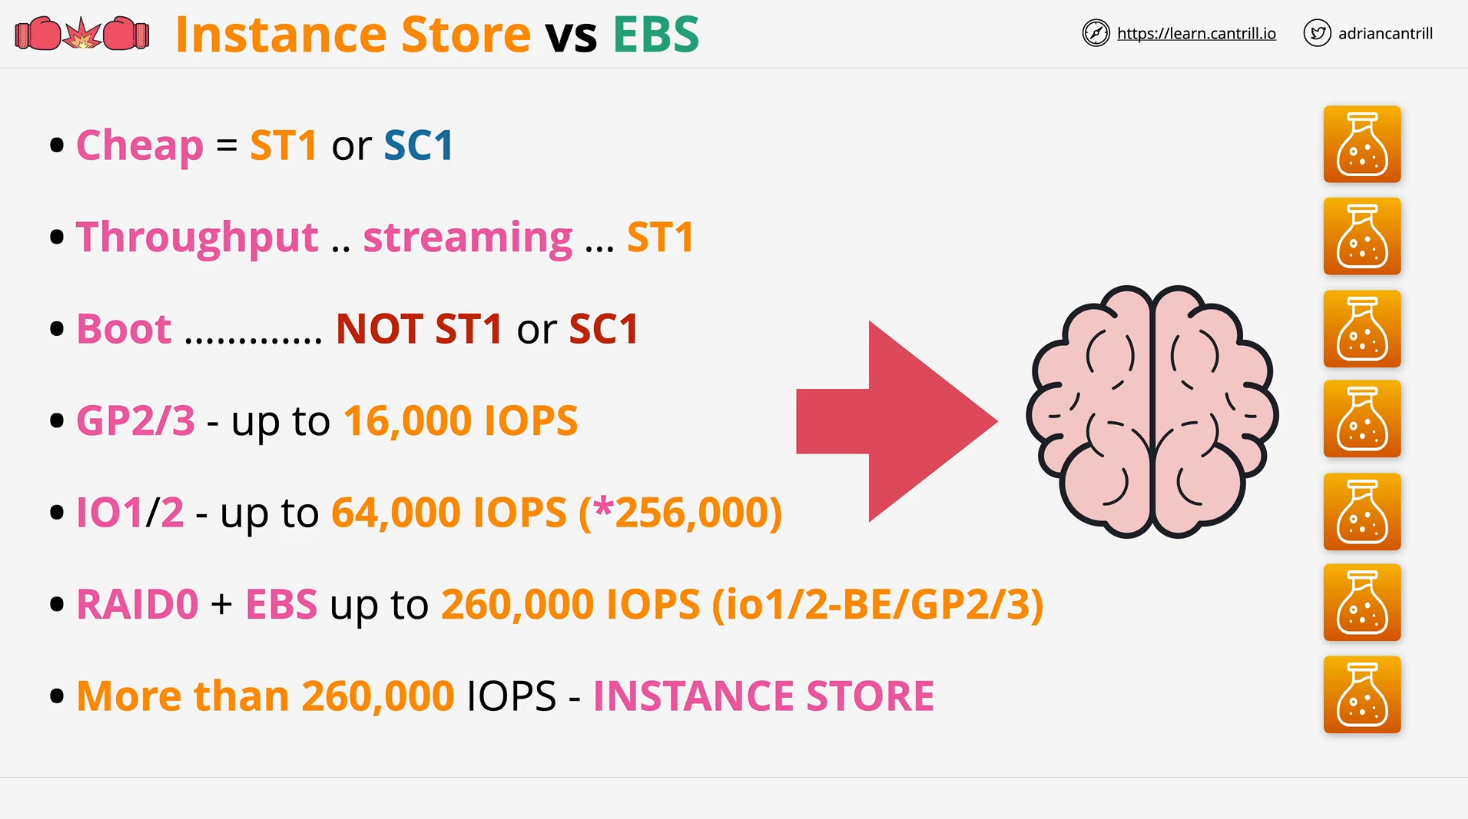 Instance Store vs EBS
https://learn.cantrill.io
adriancantrill
• Cheap = ST1 or SC1
• Throughput .. streaming ... ST1
• Boot ............. NOT ST1 or SC1
• GP2/3 - up to 16,000 IOPS
• IO1/2 - up to 64,000 IOPS (*256,000)
• RAID0 + EBS up to 260,000 IOPS (io1/2-BE/GP2/3)
• More than 260,000 IOPS - INSTANCE STORE